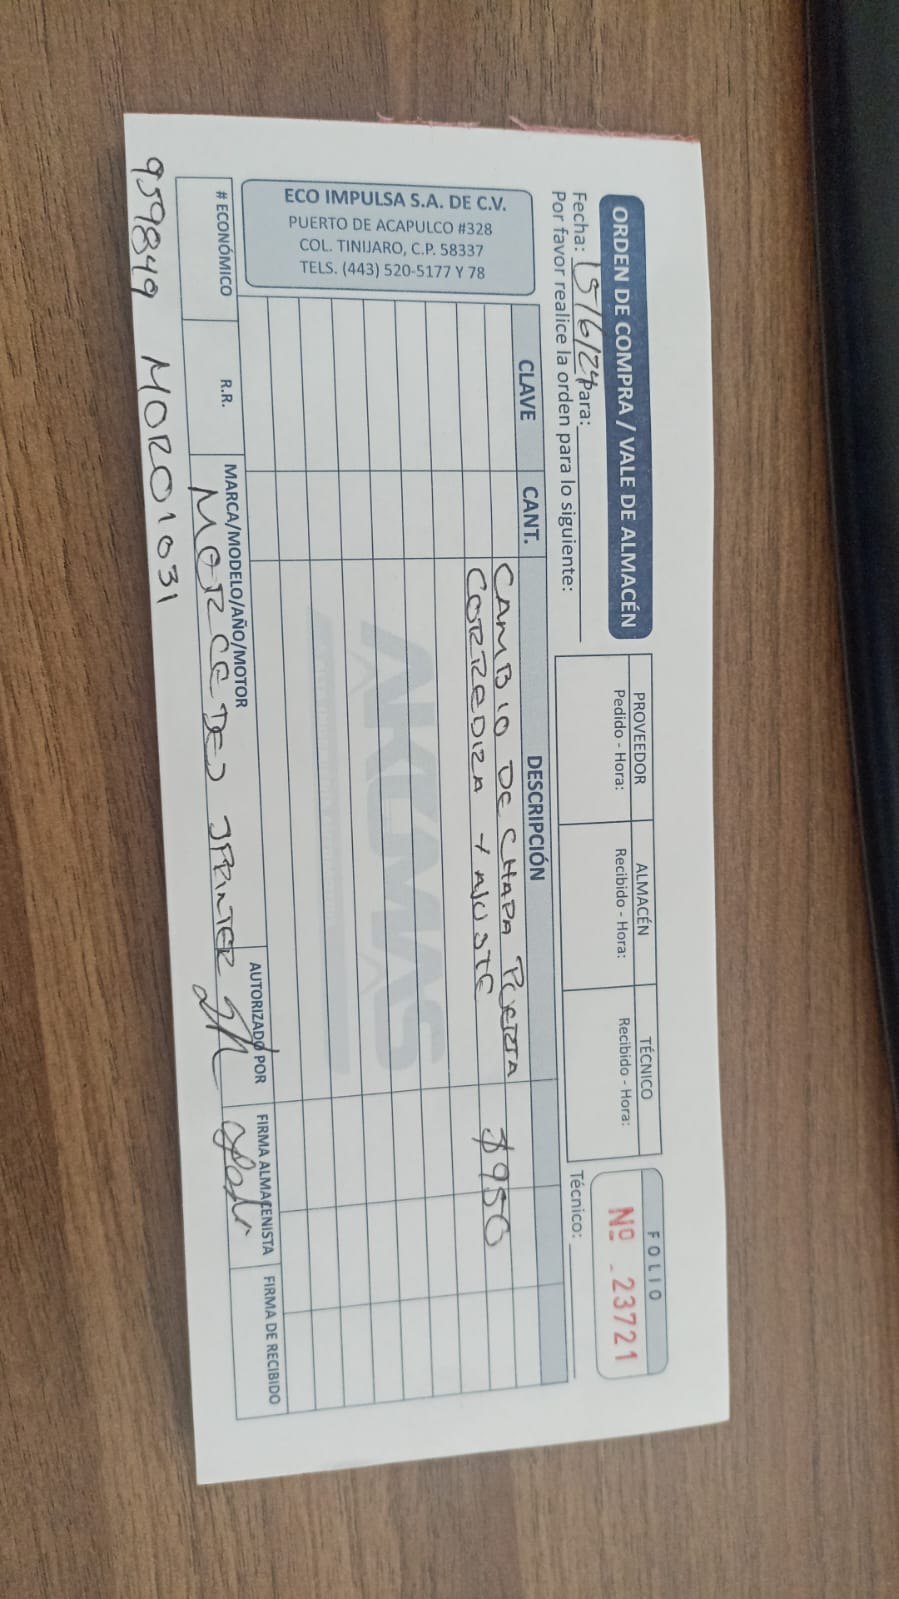 ORDEN DE COMPRA / VALE DE ALMACÉN
Fecha: 15/6/24 Para:
Por favor realice la orden para lo siguiente:
PROVEEDOR
Pedido - Hora:
ALMACÉN
Recibido - Hora:
TÉCNICO
Recibido - Hora:
FOLIO
Nº 23721
Técnico:
CLAVE CANT. DESCRIPCIÓN
CAMBIO DE CHAPA PUERTA $950
CORREDIZA Y AJUSTE
AKUMAS
ECO IMPULSA S.A. DE C.V.
PUERTO DE ACAPULCO #328
COL. TINIJARO, C.P. 58337
TELS. (443) 520-5177 Y 78
# ECONÓMICO R.R. MARCA/MODELO/AÑO/MOTOR AUTORIZADO POR FIRMA ALMACENISTA FIRMA DE RECIBIDO
MERCEDES SPRINTER
9598849 MORO1031